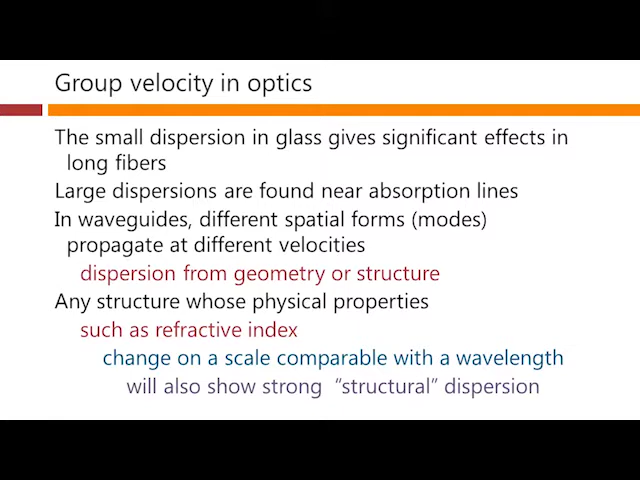 Group velocity in optics
The small dispersion in glass gives significant effects in
long fibers
Large dispersions are found near absorption lines
In waveguides, different spatial forms (modes)
propagate at different velocities
dispersion from geometry or structure
Any structure whose physical properties
such as refractive index
change on a scale comparable with a wavelength
will also show strong “structural” dispersion